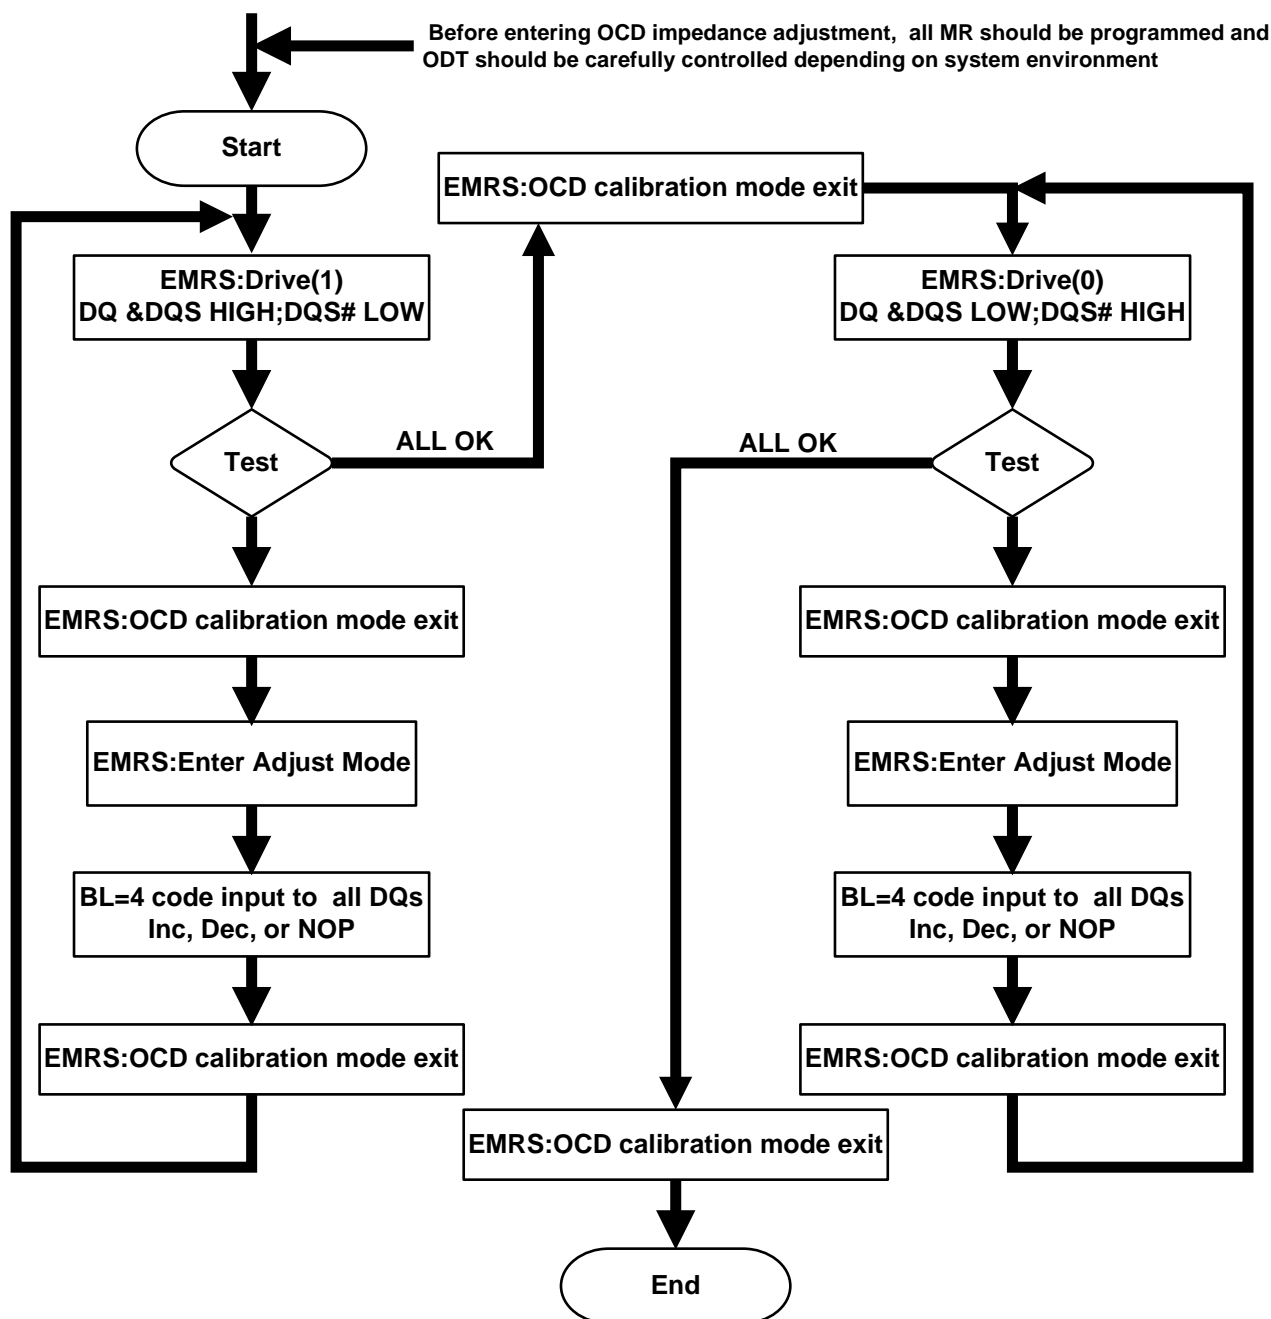 Before entering OCD impedance adjustment, all MR should be programmed and
ODT should be carefully controlled depending on system environment
Start
EMRS:OCD calibration mode exit
EMRS:Drive(1)
DQ &DQS HIGH;DQS# LOW
EMRS:Drive(0)
DQ &DQS LOW;DQS# HIGH
Test
ALL OK
ALL OK
Test
EMRS:OCD calibration mode exit
EMRS:OCD calibration mode exit
EMRS:Enter Adjust Mode
EMRS:Enter Adjust Mode
BL=4 code input to all DQs
Inc, Dec, or NOP
BL=4 code input to all DQs
Inc, Dec, or NOP
EMRS:OCD calibration mode exit
EMRS:OCD calibration mode exit
EMRS:OCD calibration mode exit
End